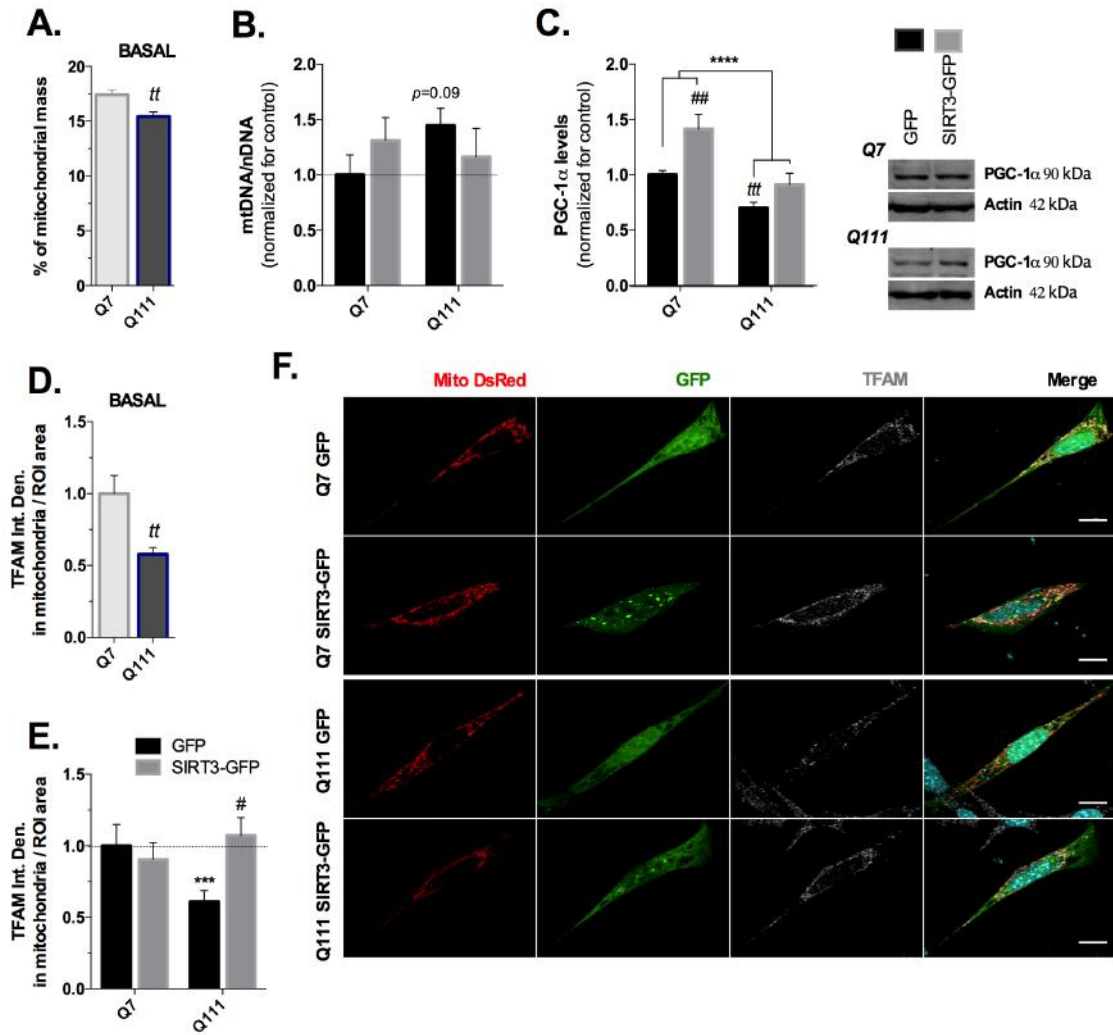 A.
BASAL
% of mitochondrial mass
20
15
10
5
0
tt
Q7
Q111
B.
mtDNA/nDNA
(normalized for control)
2.0
1.5
1.0
0.5
0.0
p=0.09
Q7
Q111
C.
PGC-1α levels
(normalized for control)
2.0
1.5
1.0
0.5
0.0
****
##
ttt
Q7
Q111
GFP
SIRT3-GFP
Q7
PGC-1α 90 kDa
Actin 42 kDa
Q111
PGC-1α 90 kDa
Actin 42 kDa
D.
BASAL
TFAM Int. Den.
in mitochondria / ROI area
1.5
1.0
0.5
0.0
tt
Q7
Q111
E.
GFP
SIRT3-GFP
TFAM Int. Den.
in mitochondria / ROI area
1.5
1.0
0.5
0.0
***
#
Q7
Q111
F.
Mito DsRed
GFP
TFAM
Merge
Q7 GFP
Q7 SIRT3-GFP
Q111 GFP
Q111 SIRT3-GFP